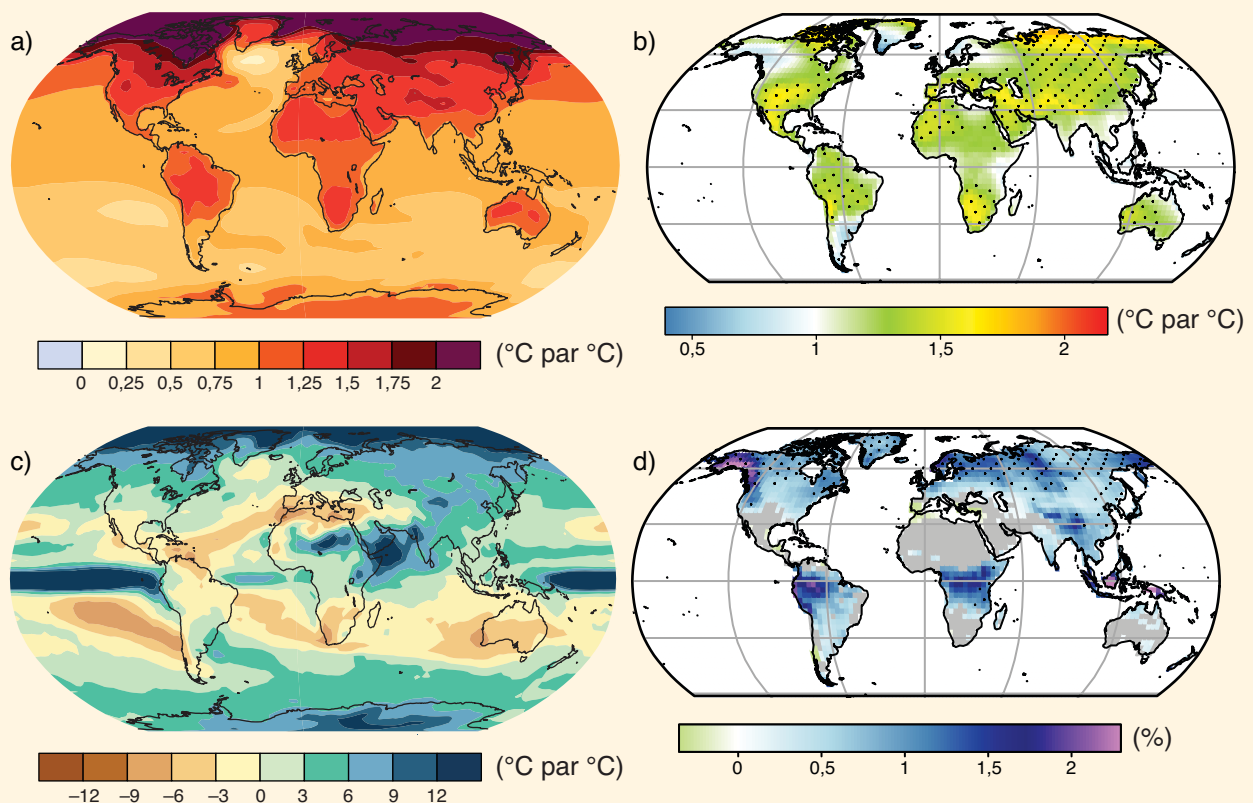 a)
(°C par °C)
0 0,25 0,5 0,75 1 1,25 1,5 1,75 2
b)
(°C par °C)
0,5 1 1,5 2
c)
(°C par °C)
–12 –9 –6 –3 0 3 6 9 12
d)
(%)
0 0,5 1 1,5 2